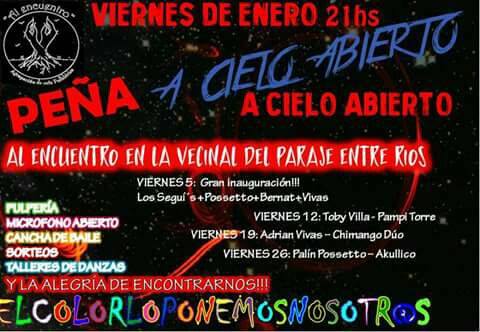 "Tu encuentro"
VIERNES DE ENERO 21hs
A CIELO ABIERTO
PEÑA
A CIELO ABIERTO
AL ENCUENTRO EN LA VECINAL DEL PARAJE ENTRE RIOS
VIERNES 5: Gran inauguración!!!
Los Seguí´s+Possetto+Bernat+Vivas
VIERNES 12: Toby Villa - Pampi Torre
VIERNES 19: Adrian Vivas – Chimango Dúo
VIERNES 26: Palín Possetto – Akullico
PULPERÍA
MICROFONO ABIERTO
CANCHA DE BAILE
SORTEOS
TALLERES DE DANZAS
Y LA ALEGRÍA DE ENCONTRARNOS!!!
ELCOLORLOPONEMOSNOSOTROS